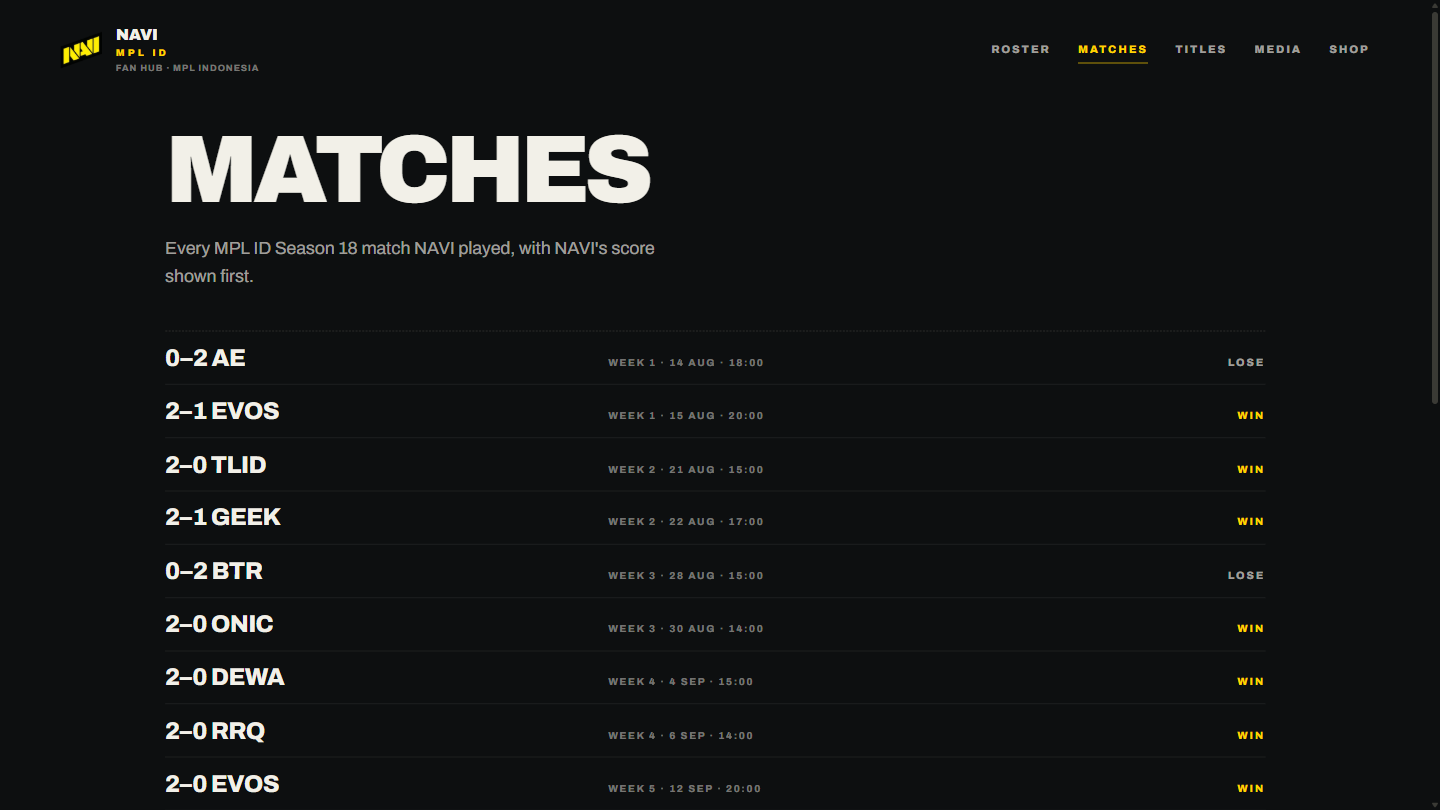 NAVI
NAVI
MPL ID
FAN HUB · MPL INDONESIA
ROSTER MATCHES TITLES MEDIA SHOP
MATCHES
Every MPL ID Season 18 match NAVI played, with NAVI's score
shown first.
0–2 AE WEEK 1 · 14 AUG · 18:00 LOSE
2–1 EVOS WEEK 1 · 15 AUG · 20:00 WIN
2–0 TLID WEEK 2 · 21 AUG · 15:00 WIN
2–1 GEEK WEEK 2 · 22 AUG · 17:00 WIN
0–2 BTR WEEK 3 · 28 AUG · 15:00 LOSE
2–0 ONIC WEEK 3 · 30 AUG · 14:00 WIN
2–0 DEWA WEEK 4 · 4 SEP · 15:00 WIN
2–0 RRQ WEEK 4 · 6 SEP · 14:00 WIN
2–0 EVOS WEEK 5 · 12 SEP · 20:00 WIN